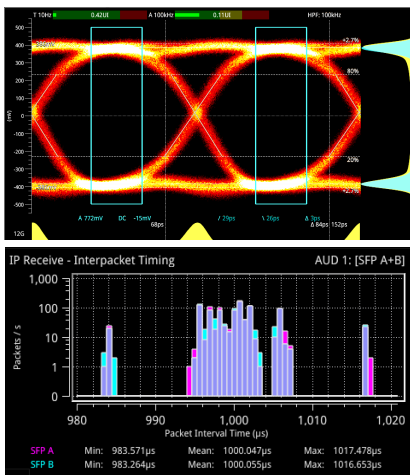 T 10Hz 0.42UI A 100kHz 0.11UI HPF: 100kHz
500
400
+2.7%
300
80%
200
100
[mV]
0
-100
-200
20%
-300
-400
+2.7%
-500
A 772mV DC -15mV / 29ps \ 26ps Δ 3ps
12G 68ps Δ 84ps 152ps
IP Receive - Interpacket Timing AUD 1: [SFP A+B]
1,000
100
10
1
0
Packets / s
980 990 1,000 1,010 1,020
Packet Interval Time (µs)
SFP A Min: 983.571µs Mean: 1000.047µs Max: 1017.478µs
SFP B Min: 983.264µs Mean: 1000.055µs Max: 1016.653µs